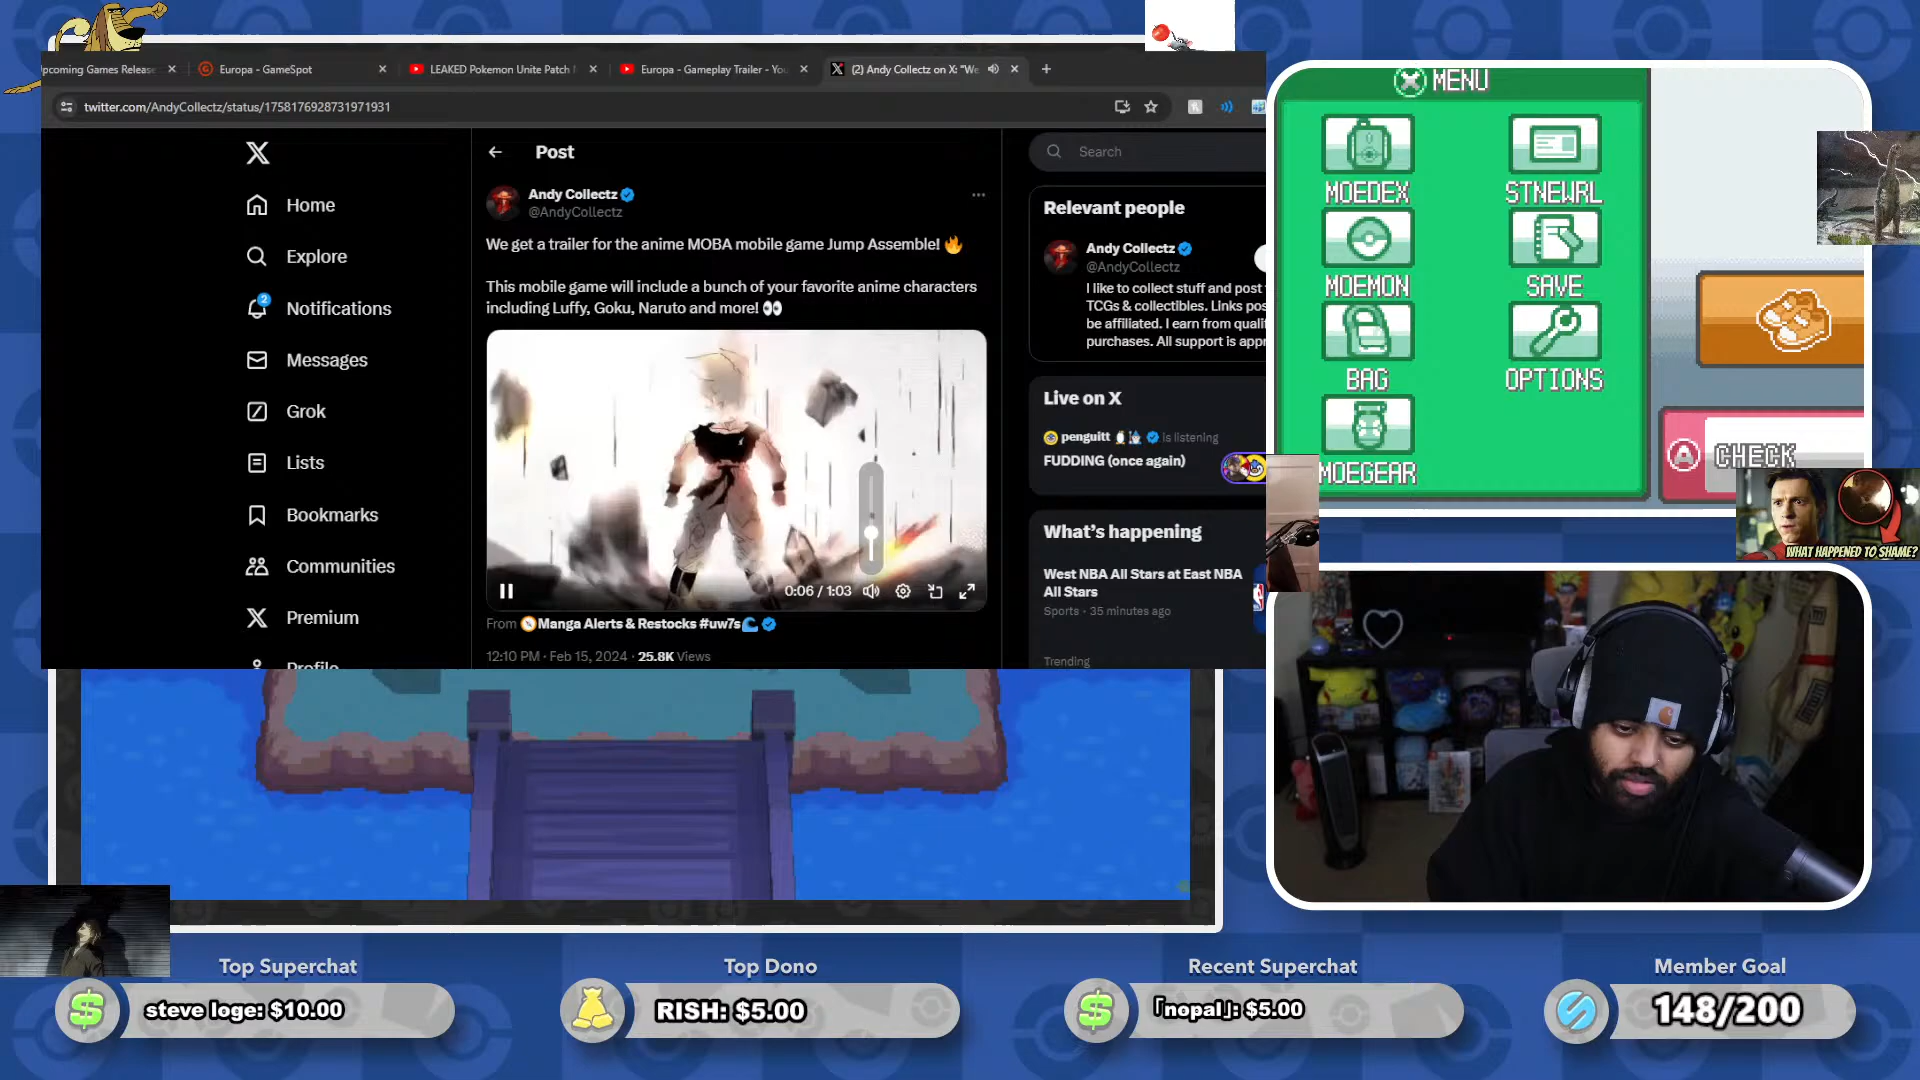 pcoming Games Release
Europa - GameSpot
LEAKED Pokemon Unite Patch
Europa - Gameplay Trailer - You
(2) Andy Collectz on X: "We
twitter.com/AndyCollectz/status/1758176928731971931
Home
Explore
2
Notifications
Messages
Grok
Lists
Bookmarks
Communities
Premium
Profile
Post
Andy Collectz
@AndyCollectz
We get a trailer for the anime MOBA mobile game Jump Assemble! 🔥
This mobile game will include a bunch of your favorite anime characters
including Luffy, Goku, Naruto and more! 👀
0:06 / 1:03
From Manga Alerts & Restocks #uw7s🌊
12:10 PM · Feb 15, 2024 · 25.8K Views
Search
Relevant people
Andy Collectz
@AndyCollectz
I like to collect stuff and post
TCGs & collectibles. Links pos
be affiliated. I earn from qualif
purchases. All support is appr
Live on X
penguitt is listening
FUDDING (once again)
What's happening
West NBA All Stars at East NBA
All Stars
Sports · 35 minutes ago
Trending
MENU
MOEDEX
STNEWRL
MOEMON
SAVE
BAG
OPTIONS
MOEGEAR
A CHECK
WHAT HAPPENED TO SHAME?
Top Superchat
steve loge: $10.00
Top Dono
RISH: $5.00
Recent Superchat
「nopal」: $5.00
Member Goal
148/200